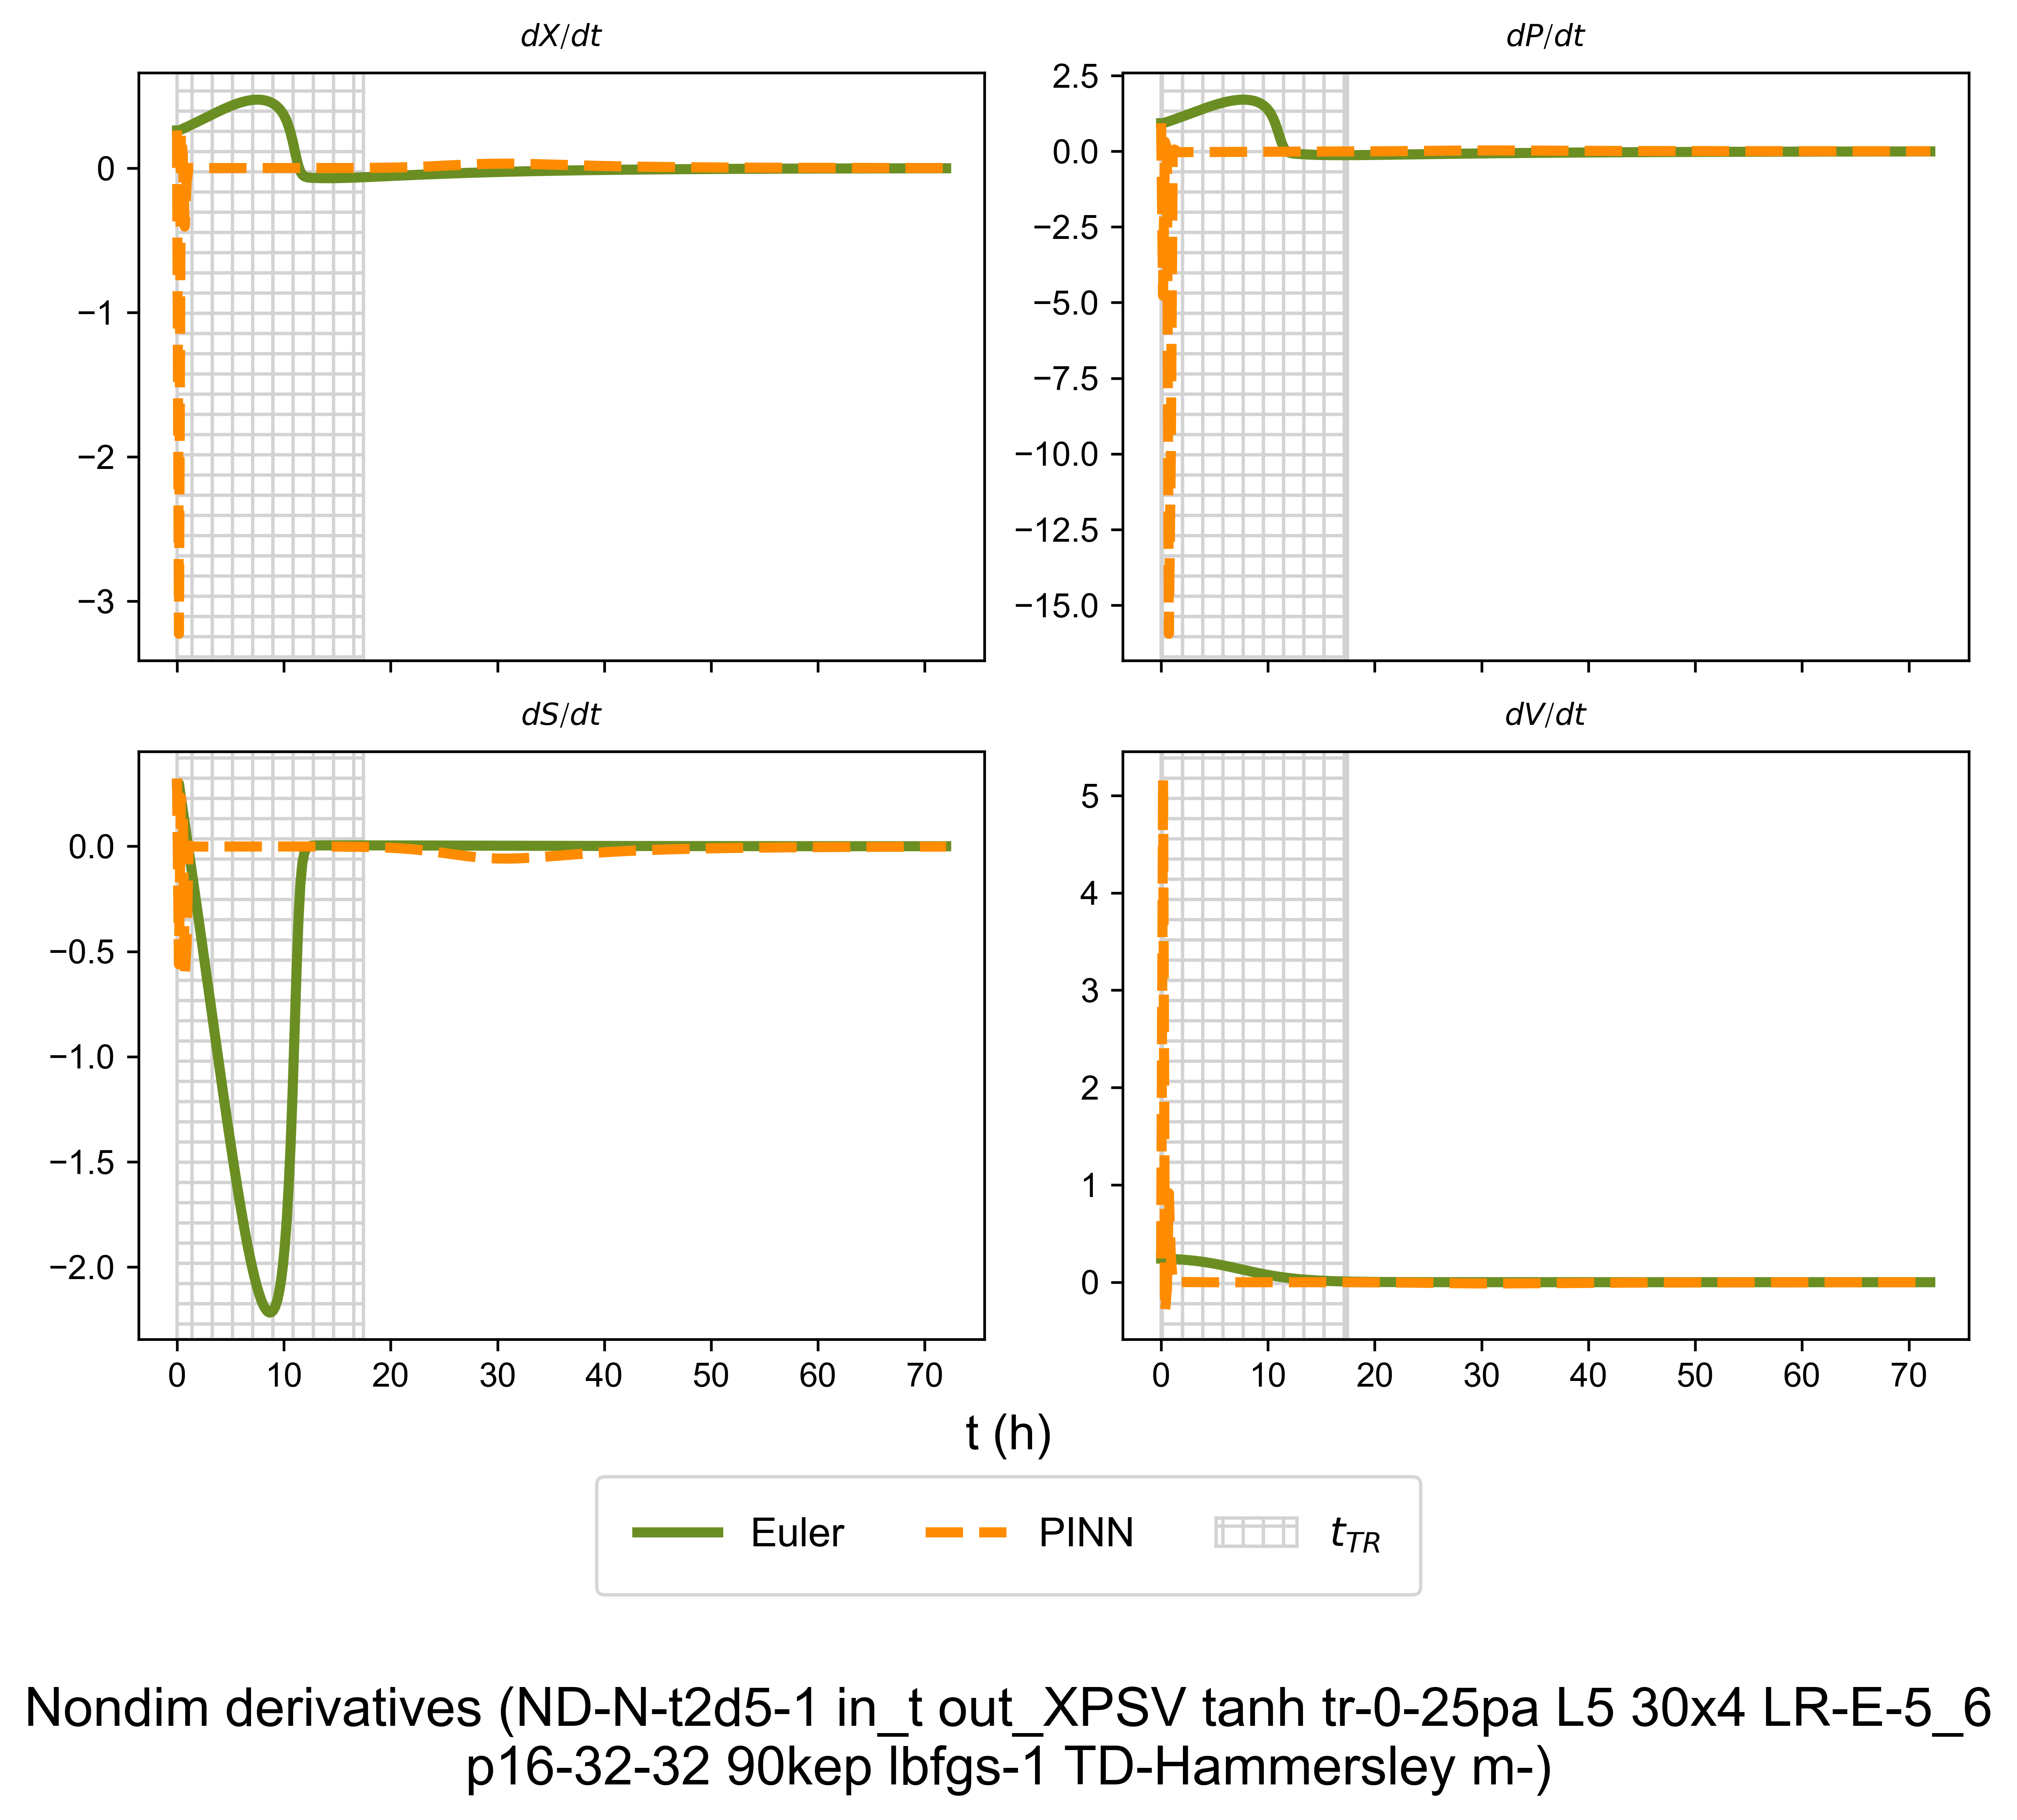 dX/dt
dP/dt
0
−1
−2
−3
2.5
0.0
−2.5
−5.0
−7.5
−10.0
−12.5
−15.0
dS/dt
dV/dt
0.0
−0.5
−1.0
−1.5
−2.0
5
4
3
2
1
0
0 10 20 30 40 50 60 70
0 10 20 30 40 50 60 70
t (h)
Euler PINN t_TR
Nondim derivatives (ND-N-t2d5-1 in_t out_XPSV tanh tr-0-25pa L5 30x4 LR-E-5_6
p16-32-32 90kep lbfgs-1 TD-Hammersley m-)